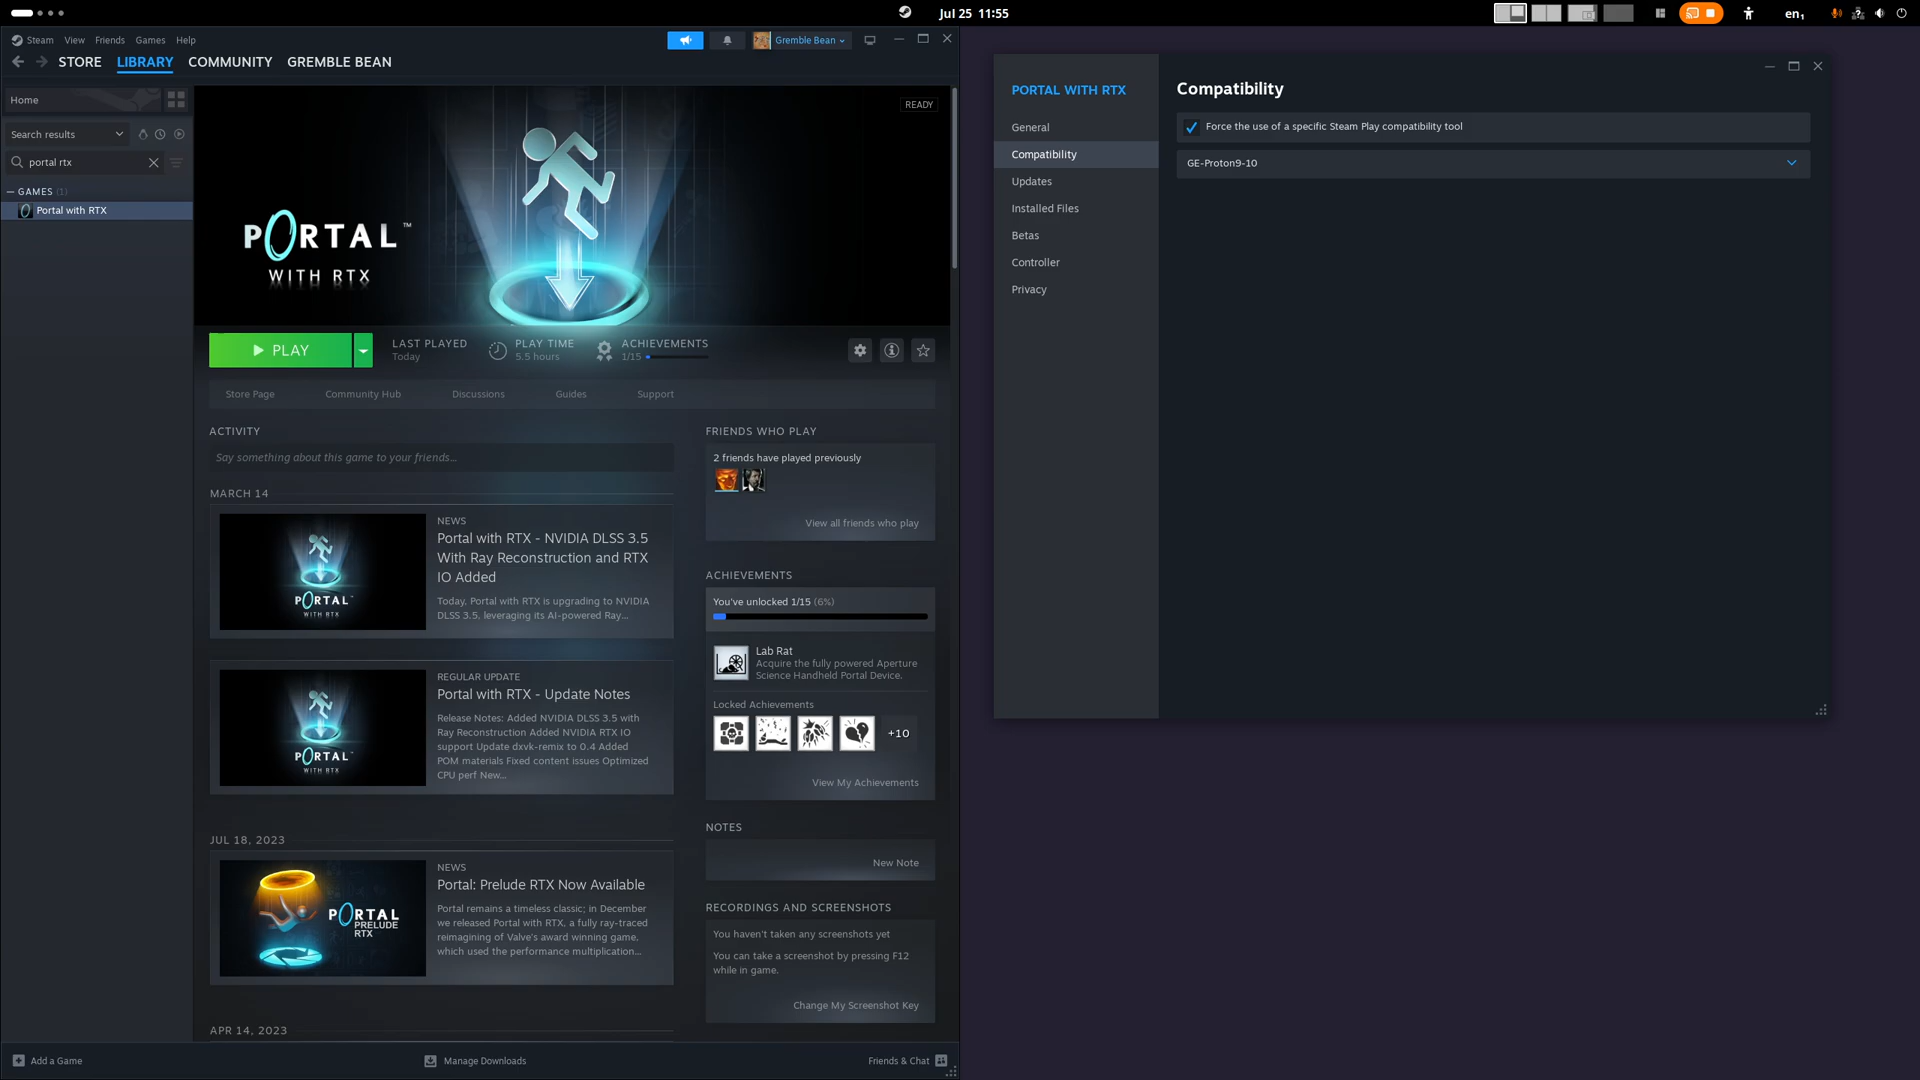 Jul 25 11:55
en₁
Steam View Friends Games Help
Gremble Bean
STORE LIBRARY COMMUNITY GREMBLE BEAN
Home
Search results
portal rtx
GAMES (1)
Portal with RTX
READY
PORTAL™
WITH RTX
PLAY
LAST PLAYED
Today
PLAY TIME
5.5 hours
ACHIEVEMENTS
1/15
Store Page Community Hub Discussions Guides Support
ACTIVITY
Say something about this game to your friends...
MARCH 14
PORTAL
WITH RTX
NEWS
Portal with RTX - NVIDIA DLSS 3.5
With Ray Reconstruction and RTX
IO Added
Today, Portal with RTX is upgrading to NVIDIA
DLSS 3.5, leveraging its AI-powered Ray...
PORTAL
WITH RTX
REGULAR UPDATE
Portal with RTX - Update Notes
Release Notes: Added NVIDIA DLSS 3.5 with
Ray Reconstruction Added NVIDIA RTX IO
support Update dxvk-remix to 0.4 Added
POM materials Fixed content issues Optimized
CPU perf New...
JUL 18, 2023
PORTAL
PRELUDE
RTX
NEWS
Portal: Prelude RTX Now Available
Portal remains a timeless classic; in December
we released Portal with RTX, a fully ray-traced
reimagining of Valve's award winning game,
which used the performance multiplication...
APR 14, 2023
FRIENDS WHO PLAY
2 friends have played previously
View all friends who play
ACHIEVEMENTS
You've unlocked 1/15 (6%)
Lab Rat
Acquire the fully powered Aperture
Science Handheld Portal Device.
Locked Achievements
+10
View My Achievements
NOTES
New Note
RECORDINGS AND SCREENSHOTS
You haven't taken any screenshots yet
You can take a screenshot by pressing F12
while in game.
Change My Screenshot Key
Add a Game
Manage Downloads
Friends & Chat
PORTAL WITH RTX
General
Compatibility
Updates
Installed Files
Betas
Controller
Privacy
Compatibility
Force the use of a specific Steam Play compatibility tool
GE-Proton9-10